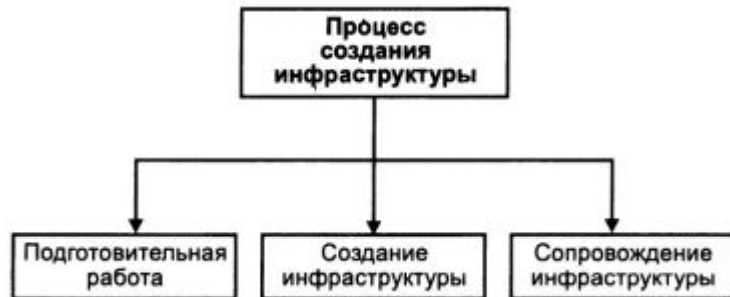 Процесс
создания
инфраструктуры
Подготовительная
работа
Создание
инфраструктуры
Сопровождение
инфраструктуры